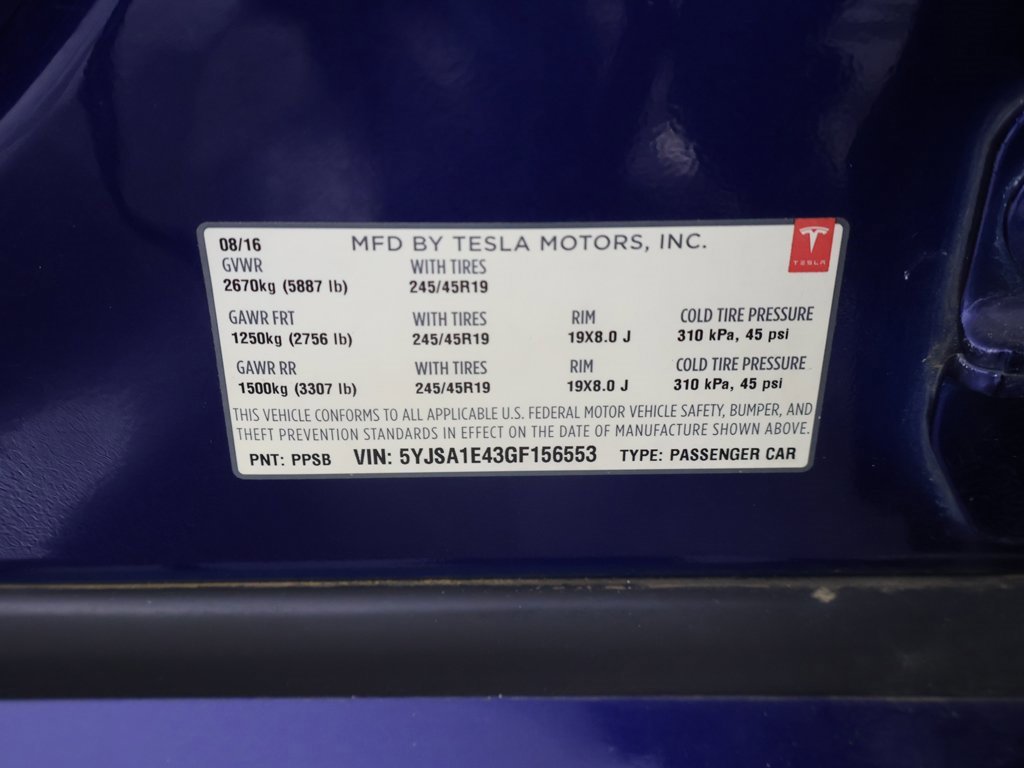 08/16 MFD BY TESLA MOTORS, INC.
TESLA
GVWR WITH TIRES
2670kg (5887 lb) 245/45R19
GAWR FRT WITH TIRES RIM COLD TIRE PRESSURE
1250kg (2756 lb) 245/45R19 19X8.0 J 310 kPa, 45 psi
GAWR RR WITH TIRES RIM COLD TIRE PRESSURE
1500kg (3307 lb) 245/45R19 19X8.0 J 310 kPa, 45 psi
THIS VEHICLE CONFORMS TO ALL APPLICABLE U.S. FEDERAL MOTOR VEHICLE SAFETY, BUMPER, AND
THEFT PREVENTION STANDARDS IN EFFECT ON THE DATE OF MANUFACTURE SHOWN ABOVE.
PNT: PPSB VIN: 5YJSA1E43GF156553 TYPE: PASSENGER CAR